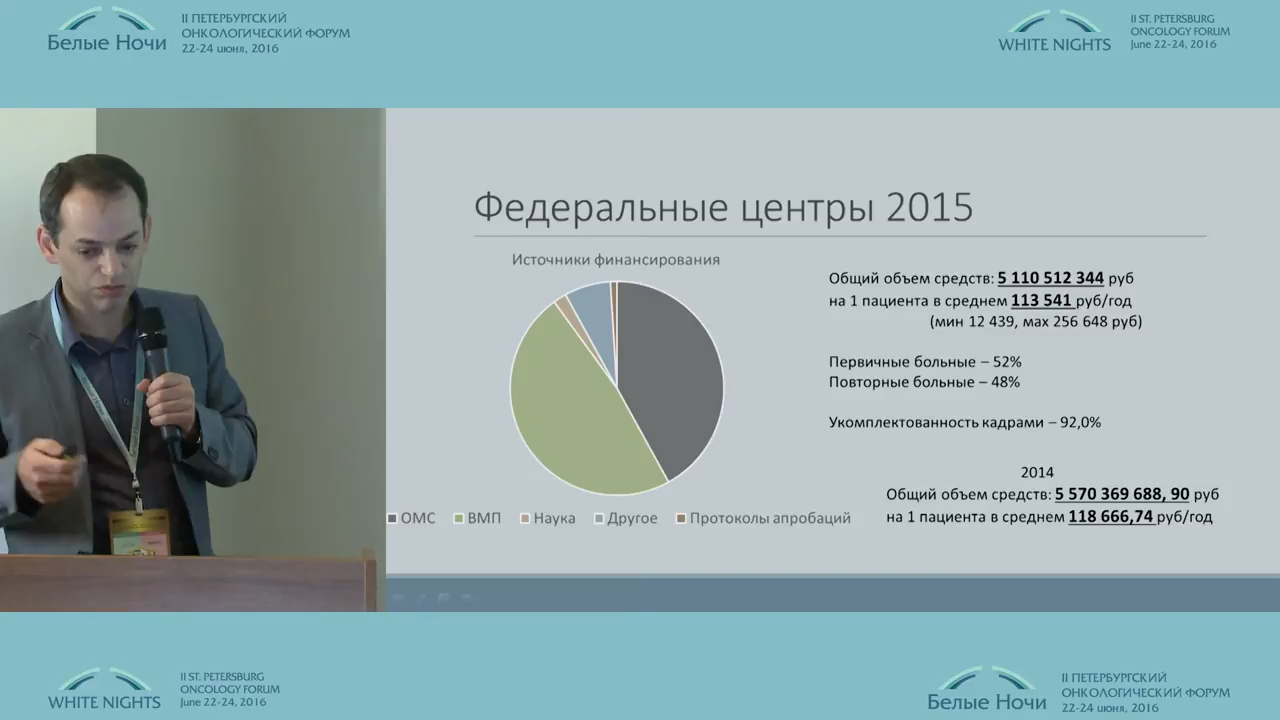 Белые Ночи
II ПЕТЕРБУРГСКИЙ
ОНКОЛОГИЧЕСКИЙ ФОРУМ
22-24 июня, 2016
WHITE NIGHTS
II ST. PETERSBURG
ONCOLOGY FORUM
June 22-24, 2016
Федеральные центры 2015
Источники финансирования
ОМС
ВМП
Наука
Другое
Протоколы апробаций
Общий объем средств: 5 110 512 344 руб
на 1 пациента в среднем 113 541 руб/год
(мин 12 439, мах 256 648 руб)
Первичные больные – 52%
Повторные больные – 48%
Укомплектованность кадрами – 92,0%
2014
Общий объем средств: 5 570 369 688, 90 руб
на 1 пациента в среднем 118 666,74 руб/год
WHITE NIGHTS
II ST. PETERSBURG
ONCOLOGY FORUM
June 22-24, 2016
Белые Ночи
II ПЕТЕРБУРГСКИЙ
ОНКОЛОГИЧЕСКИЙ ФОРУМ
22-24 июня, 2016